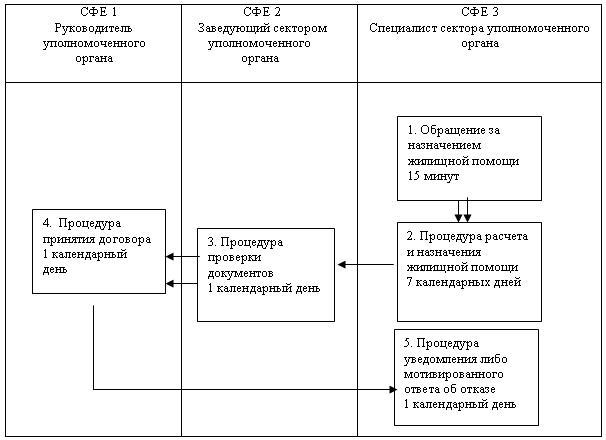 СФЕ 1
Руководитель
уполномоченного
органа
СФЕ 2
Заведующий сектором
уполномоченного
органа
СФЕ 3
Специалист сектора уполномоченного
органа
1. Обращение за
назначением
жилищной помощи
15 минут
2. Процедура расчета
и назначения
жилищной помощи
7 календарных дней
3. Процедура
проверки
документов
1 календарный день
4.  Процедура
принятия договора
1 календарный
день
5. Процедура
уведомления либо
мотивированного
ответа об отказе
1 календарный день